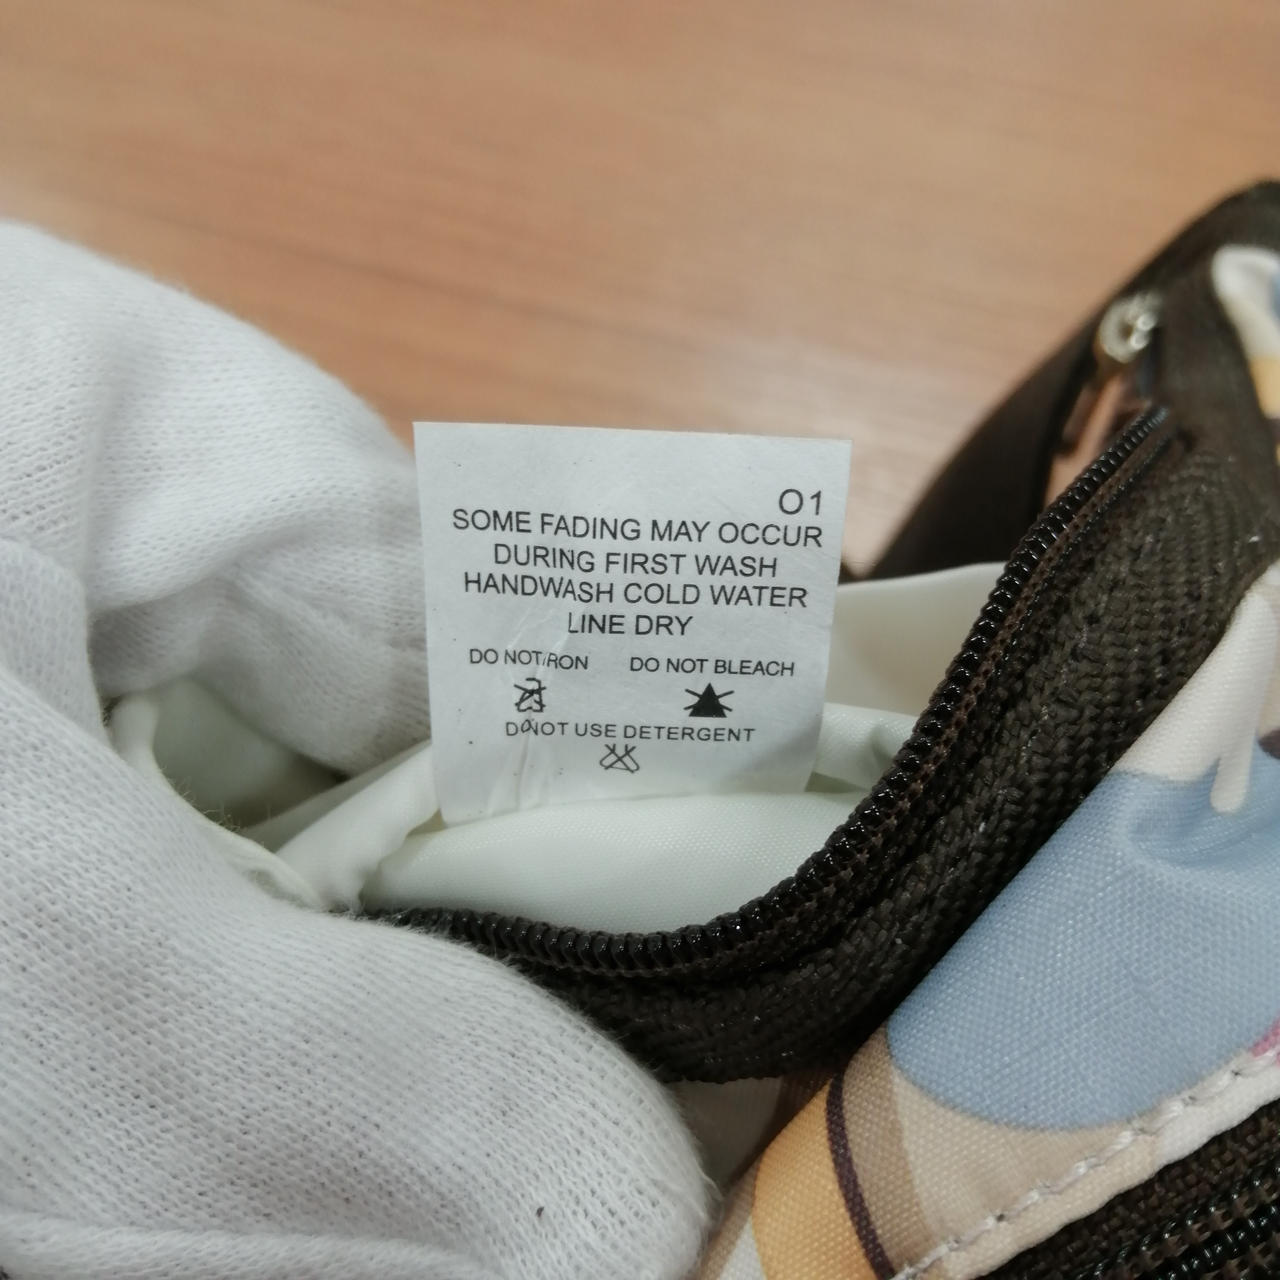 01
SOME FADING MAY OCCUR
DURING FIRST WASH
HANDWASH COLD WATER
LINE DRY
DO NOT IRON DO NOT BLEACH
DO NOT USE DETERGENT